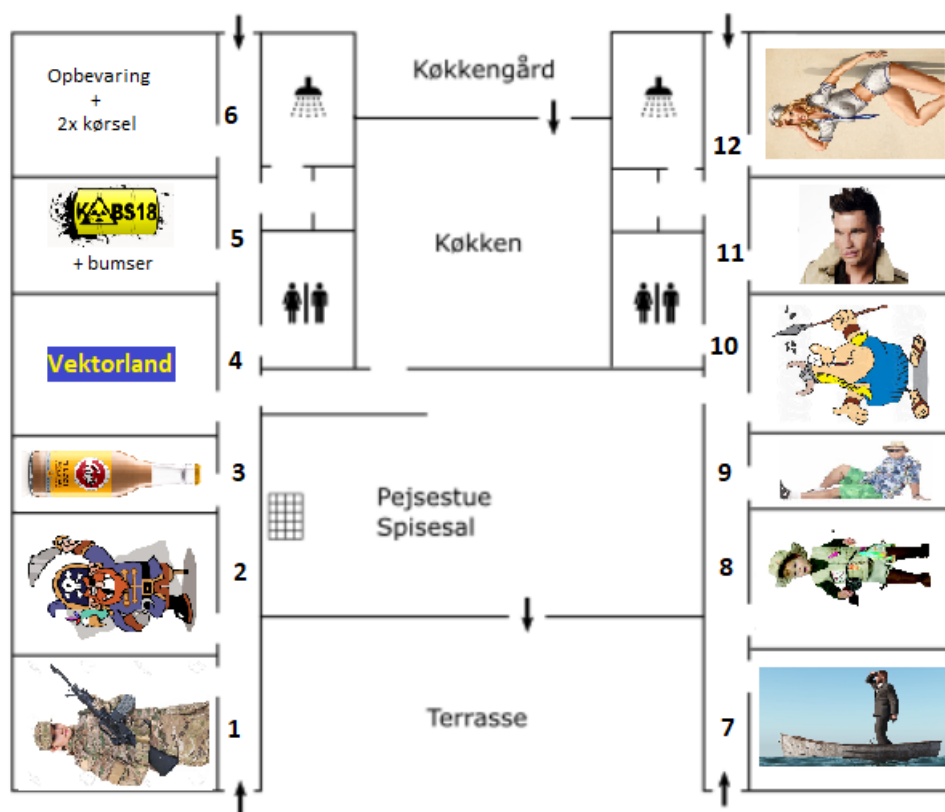 Opbevaring
+
2x kørsel
6
Køkkengård
12
KABS18
+ bumser
5
Køkken
11
Vektorland
4
10
3
Pejsestue
Spisesal
9
2
8
1
Terrasse
7